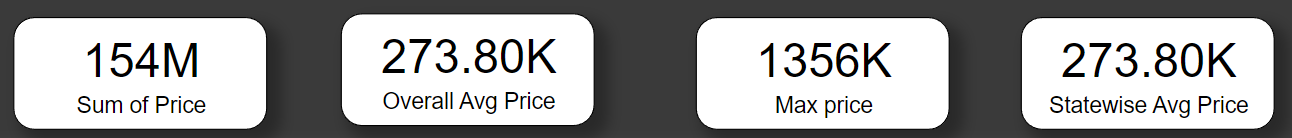 154M
Sum of Price
273.80K
Overall Avg Price
1356K
Max price
273.80K
Statewise Avg Price